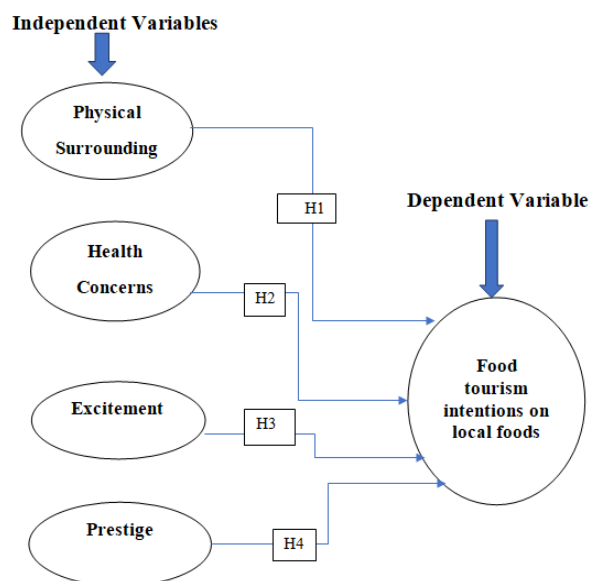 Independent Variables
Physical
Surrounding
H1
Dependent Variable
Health
Concerns
H2
Food
tourism
intentions on
local foods
Excitement
H3
Prestige
H4